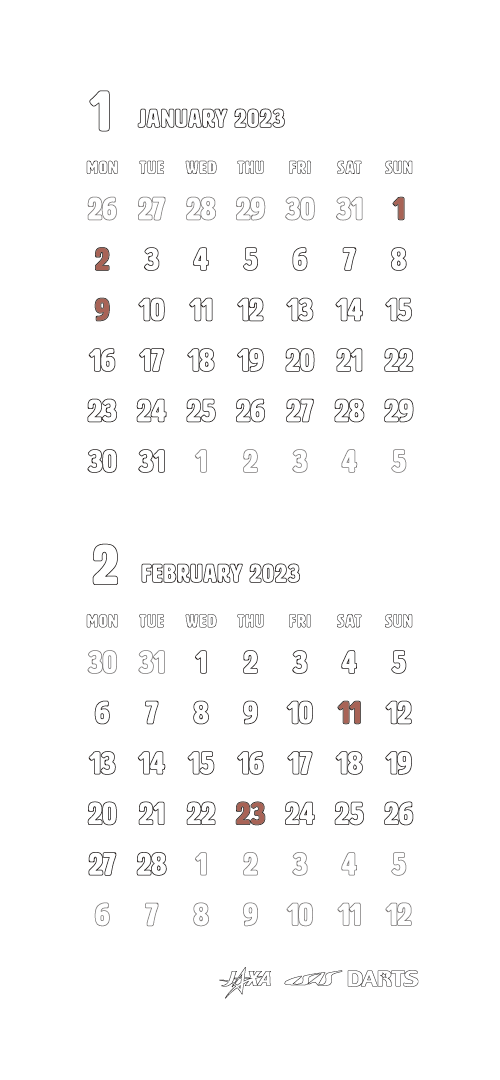 1 JANUARY 2023
MON TUE WED THU FRI SAT SUN
26 27 28 29 30 31 1
2 3 4 5 6 7 8
9 10 11 12 13 14 15
16 17 18 19 20 21 22
23 24 25 26 27 28 29
30 31 1 2 3 4 5
2 FEBRUARY 2023
MON TUE WED THU FRI SAT SUN
30 31 1 2 3 4 5
6 7 8 9 10 11 12
13 14 15 16 17 18 19
20 21 22 23 24 25 26
27 28 1 2 3 4 5
6 7 8 9 10 11 12
JAXA ISAS DARTS